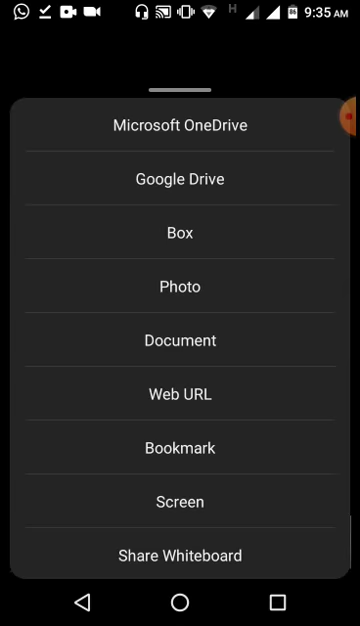 H 9:35 AM
Microsoft OneDrive
Google Drive
Box
Photo
Document
Web URL
Bookmark
Screen
Share Whiteboard